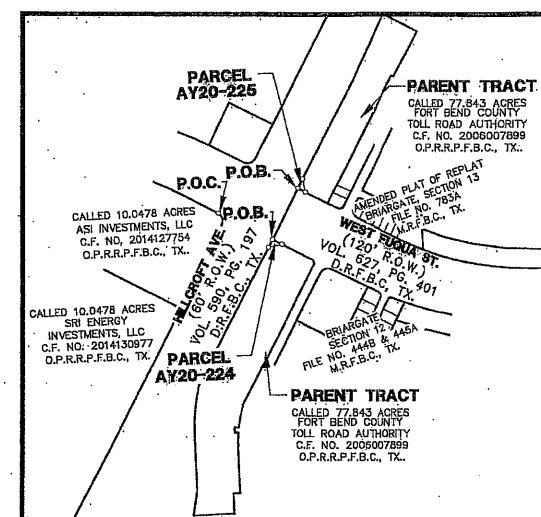 PARCEL
AY20-225
PARENT TRACT
CALLED 77.843 ACRES
FORT BEND COUNTY
TOLL ROAD AUTHORITY
C.F. NO. 2006007899
O.P.R.R.P.F.B.C., TX..
P.O.C.
P.O.B.
AMENDED PLAT OF REPLAT
BRIARGATE, SECTION 13
FILE NO. 783A
M.R.F.B.C., TX.
CALLED 10.0478 ACRES
ASI INVESTMENTS, LLC
C.F. NO, 2014127754
O.P.R.R.P.F.B.C., TX..
P.O.B.
WEST FUQUA ST.
(120' R.O.W.)
VOL. 627, PG. 401
D.R.F.B.C., TX.
HILLCROFT AVE.
(60' R.O.W.)
VOL. 590, PG. 197
D.R.F.B.C., TX.
CALLED 10.0478 ACRES
SRI ENERGY
INVESTMENTS, LLC
C.F. NO. 2014130977
O.P.R.R.P.F.B.C., TX.
BRIARGATE,
SECTION 12,
FILE NO. 444B & 445A
M.R.F.B.C., TX.
PARCEL
AY20-224
PARENT TRACT
CALLED 77.843 ACRES
FORT BEND COUNTY
TOLL ROAD AUTHORITY
C.F. NO. 2006007899
O.P.R.R.P.F.B.C., TX..